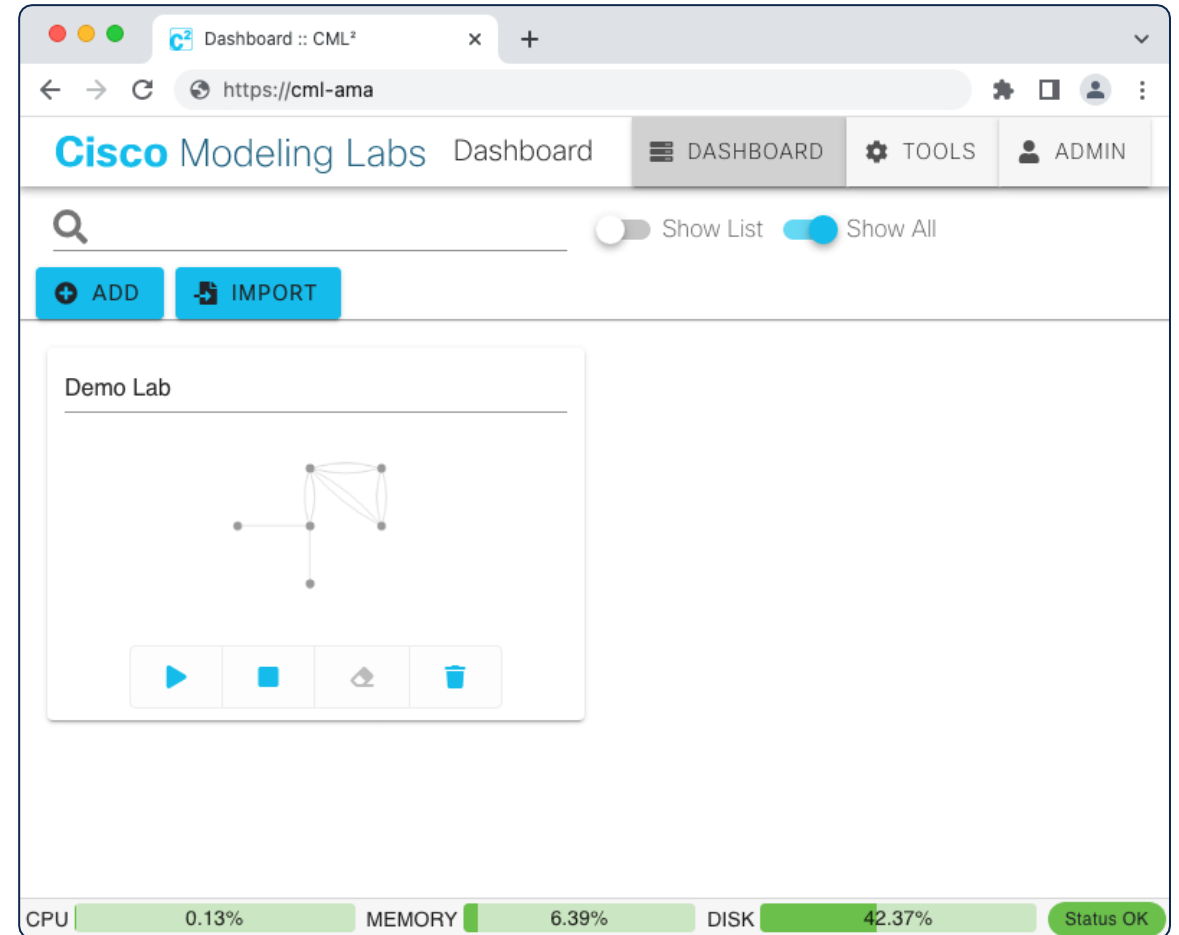 Dashboard :: CML²
https://cml-ama
Cisco Modeling Labs Dashboard DASHBOARD TOOLS ADMIN
Show List Show All
ADD IMPORT
Demo Lab
CPU 0.13% MEMORY 6.39% DISK 42.37% Status OK